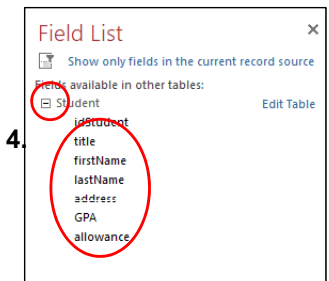 Field List
Show only fields in the current record source
Fields available in other tables:
Student Edit Table
4.
idStudent
title
firstName
lastName
address
GPA
allowance